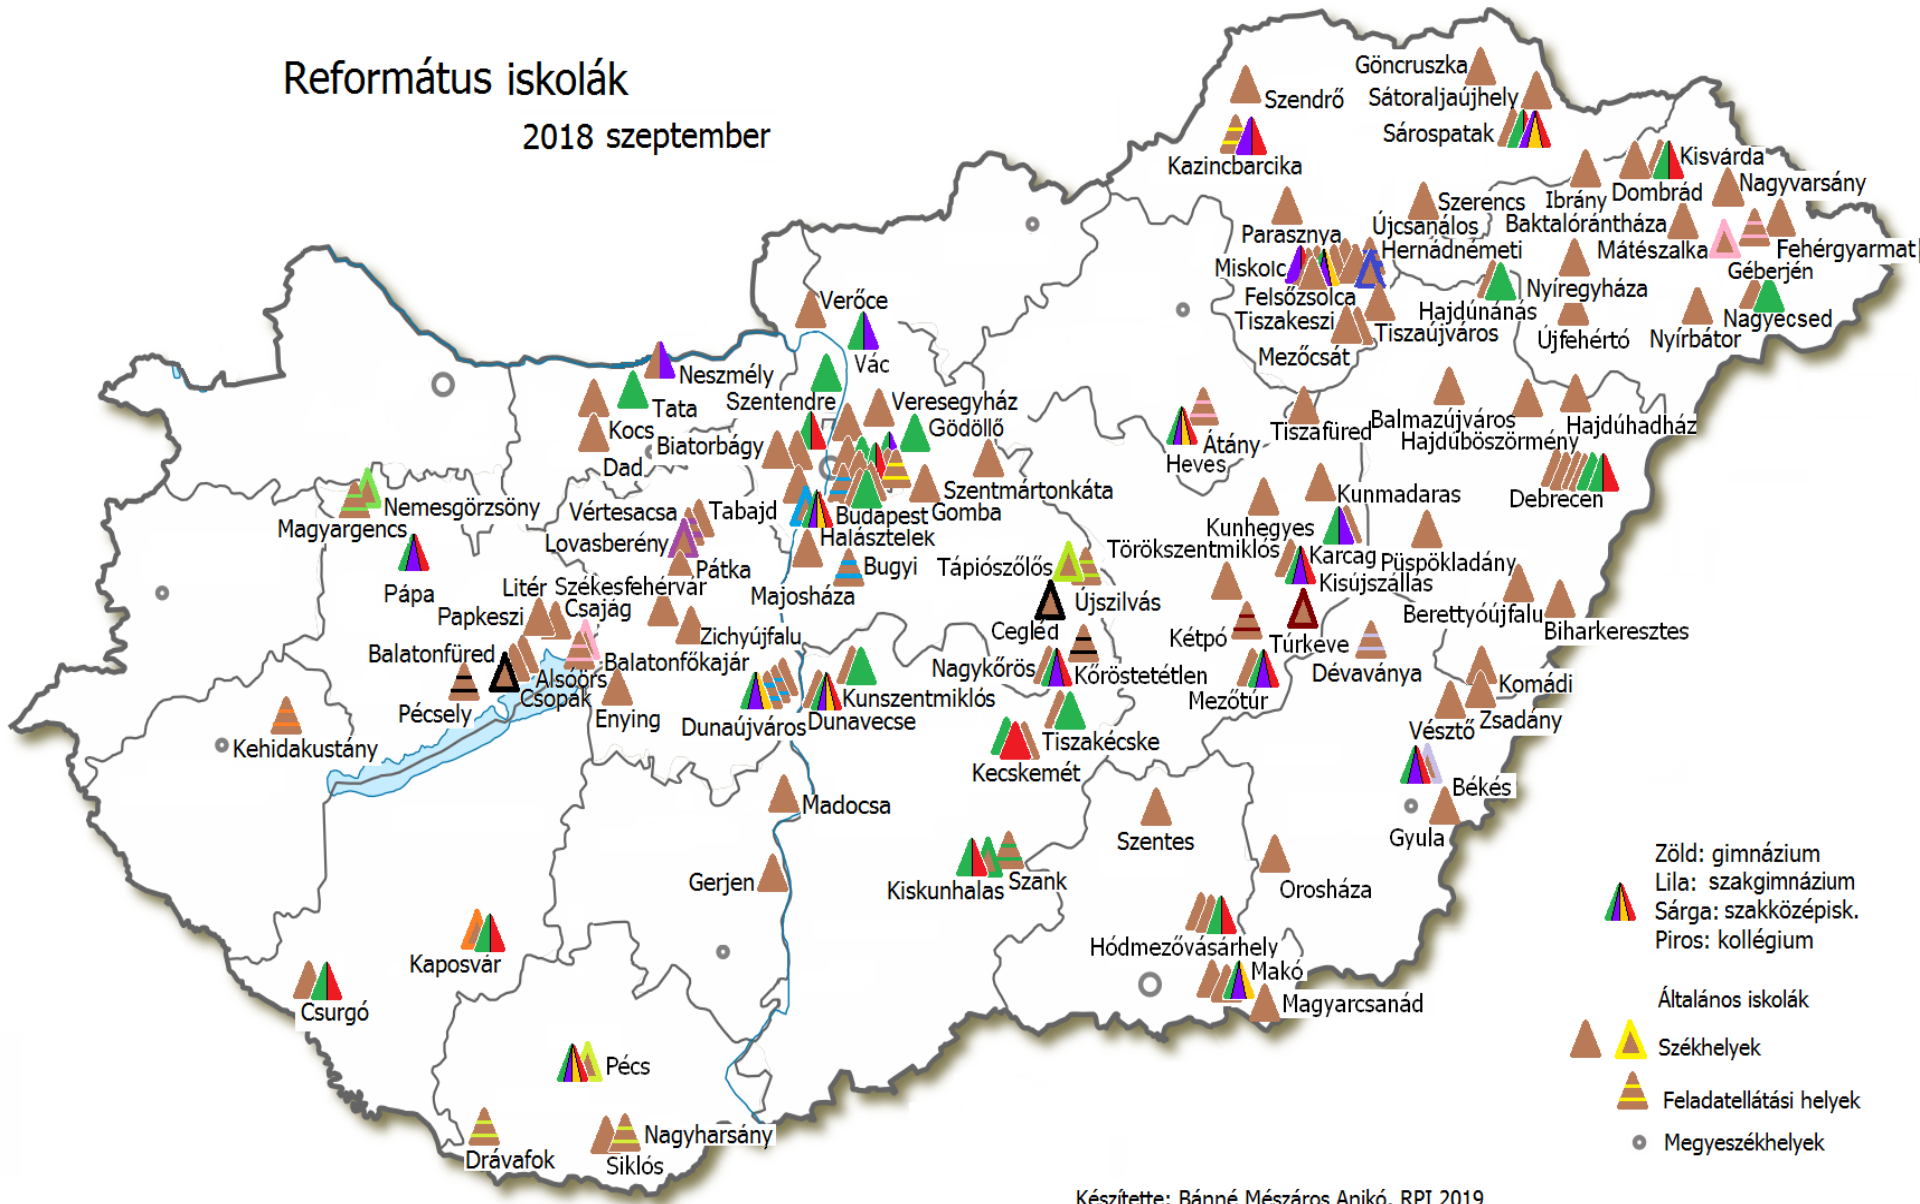 Református iskolák
2018 szeptember
Göncruszka
Szendrő
Sátoraljaújhely
Sárospatak
Kazincbarcika
Kisvárda
Dombrád
Ibrány
Nagyvarsány
Szerencs
Baktalórántháza
Újcsanálos
Parasznya
Hernádnémeti
Mátészalka
Fehérgyarmat
Miskolc
Géberjén
Felsőzsolca
Nyíregyháza
Verőce
Hajdúnánás
Tiszakeszi
Tiszaújváros
Nagyecsed
Újfehértó
Nyírbátor
Mezőcsát
Vác
Neszmély
Tata
Szentendre
Veresegyház
Gödöllő
Balmazújváros
Hajdúhadház
Kocs
Biatorbágy
Tiszafüred
Hajdúböszörmény
Átány
Heves
Dad
Szentmártonkáta
Kunmadaras
Debrecen
Nemesgörzsöny
Magyargencs
Vértesacsa
Tabajd
Budapest
Gomba
Kunhegyes
Halásztelek
Lovasberény
Törökszentmiklós
Karcag
Püspökladány
Pátka
Bugyi
Tápiószőlős
Kisújszállás
Pápa
Litér
Székesfehérvár
Majosháza
Újszilvás
Csajág
Papkeszi
Berettyóújfalu
Biharkeresztes
Cegléd
Zichyújfalu
Kétpó
Túrkeve
Balatonfüred
Balatonfőkajár
Nagykőrös
Kőröstetétlen
Dévaványa
Alsóörs
Csopak
Komádi
Pécsely
Enying
Kunszentmiklós
Mezőtúr
Zsadány
Dunaújváros
Dunavecse
Vésztő
Kehidakustány
Tiszakécske
Kecskemét
Békés
Madocsa
Szentes
Gyula
Gerjen
Kiskunhalas
Szank
Orosháza
Hódmezővásárhely
Kaposvár
Makó
Magyarcsanád
Csurgó
Pécs
Nagyharsány
Drávafok
Siklós
Zöld: gimnázium
Lila: szakgimnázium
Sárga: szakközépisk.
Piros: kollégium
Általános iskolák
Székhelyek
Feladatellátási helyek
Megyeszékhelyek
Készítette: Bánné Mészáros Anikó, RPI 2019